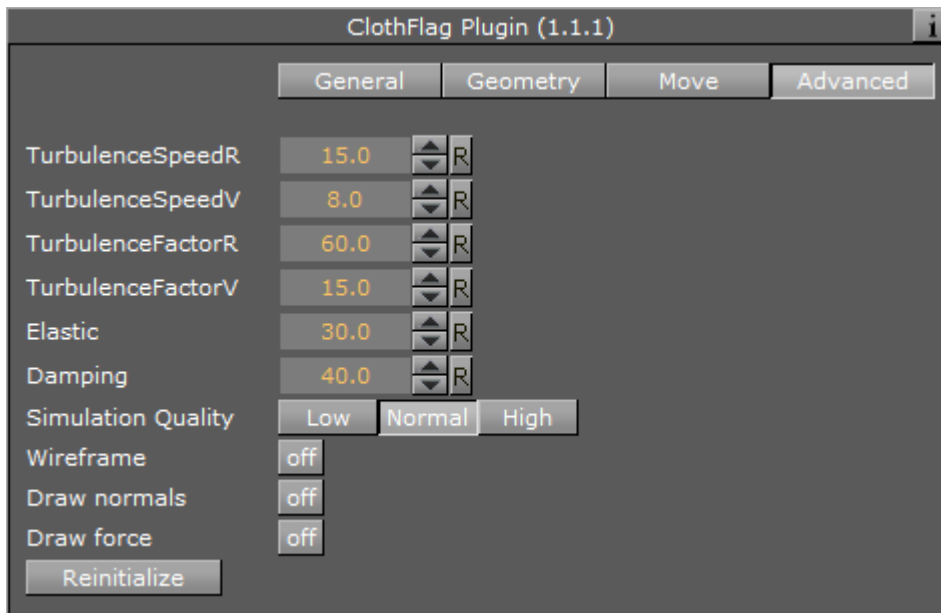 ClothFlag Plugin (1.1.1) i
General Geometry Move Advanced
TurbulenceSpeedR 15.0 R
TurbulenceSpeedV 8.0 R
TurbulenceFactorR 60.0 R
TurbulenceFactorV 15.0 R
Elastic 30.0 R
Damping 40.0 R
Simulation Quality Low Normal High
Wireframe off
Draw normals off
Draw force off
Reinitialize